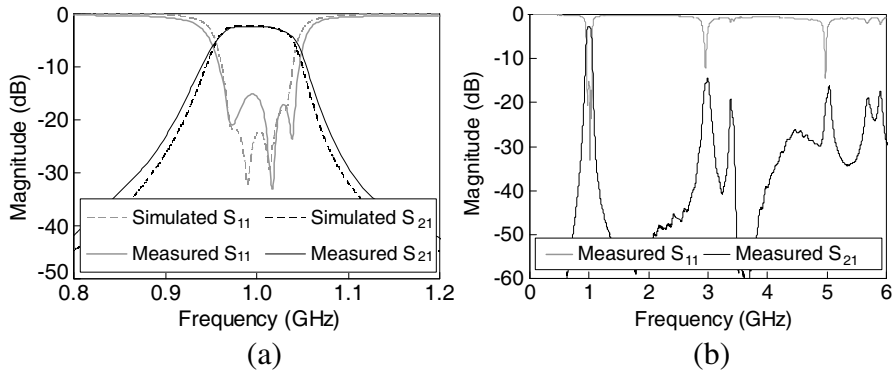 0
-10
-20
-30
-40
-50
Magnitude (dB)
Simulated S11 Simulated S21
Measured S11 Measured S21
0.8 0.9 1.0 1.1 1.2
Frequency (GHz)
(a)
0
-10
-20
-30
-40
-50
-60
Magnitude (dB)
Measured S11 Measured S21
0 1 2 3 4 5 6
Frequency (GHz)
(b)